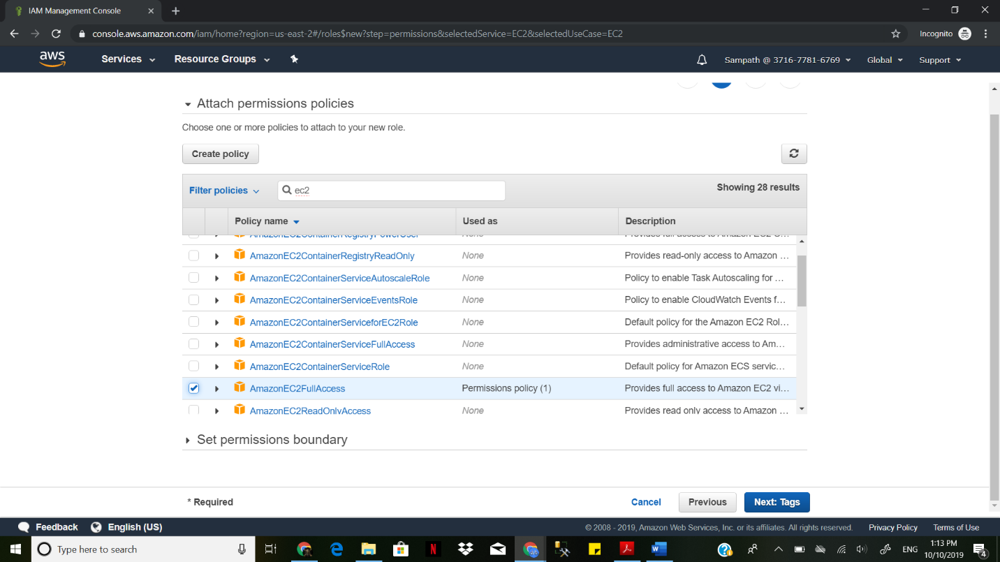 IAM Management Console
console.aws.amazon.com/iam/home?region=us-east-2#/roles$new?step=permissions&selectedService=EC2&selectedUseCase=EC2
Incognito
aws
Services
Resource Groups
Sampath @ 3716-7781-6769
Global
Support
Attach permissions policies
Choose one or more policies to attach to your new role.
Create policy
Filter policies
ec2
Showing 28 results
Policy name Used as Description
AmazonEC2ContainerRegistryPowerUser None Provides full access to Amazon EC2 C...
AmazonEC2ContainerRegistryReadOnly None Provides read-only access to Amazon ...
AmazonEC2ContainerServiceAutoscaleRole None Policy to enable Task Autoscaling for ...
AmazonEC2ContainerServiceEventsRole None Policy to enable CloudWatch Events f...
AmazonEC2ContainerServiceforEC2Role None Default policy for the Amazon EC2 Rol...
AmazonEC2ContainerServiceFullAccess None Provides administrative access to Am...
AmazonEC2ContainerServiceRole None Default policy for Amazon ECS servic...
AmazonEC2FullAccess Permissions policy (1) Provides full access to Amazon EC2 vi...
AmazonEC2ReadOnlyAccess None Provides read only access to Amazon ...
Set permissions boundary
* Required
Cancel
Previous
Next: Tags
Feedback
English (US)
© 2008 - 2019, Amazon Web Services, Inc. or its affiliates. All rights reserved.
Privacy Policy
Terms of Use
Type here to search
ENG
1:13 PM
10/10/2019
4